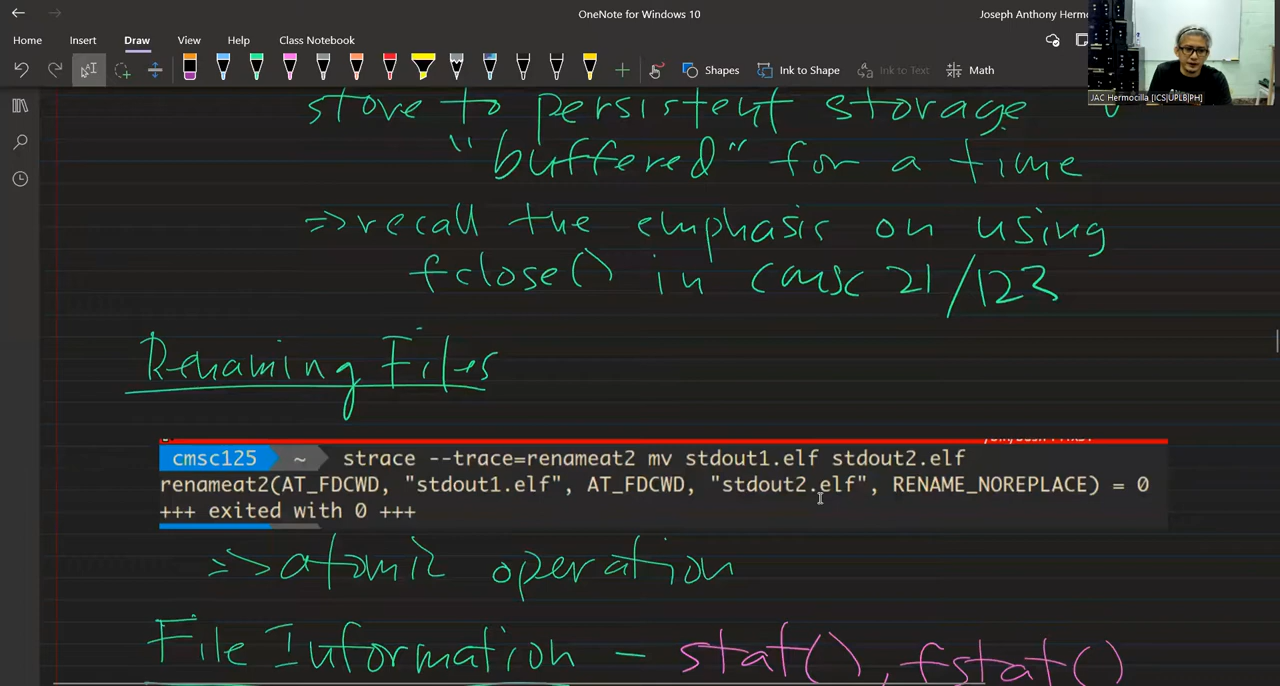 OneNote for Windows 10
Joseph Anthony Hermo
Home Insert Draw View Help Class Notebook
Shapes Ink to Shape Ink to Text Math
JAC Hermocilla [ICS|UPLB|PH]
store to persistent storage
"buffered" for a time
=> recall the emphasis on using
fclose() in CMSC 21/123
Renaming Files
cmsc125 ~ strace --trace=renameat2 mv stdout1.elf stdout2.elf
renameat2(AT_FDCWD, "stdout1.elf", AT_FDCWD, "stdout2.elf", RENAME_NOREPLACE) = 0
+++ exited with 0 +++
=> atomic operation
File Information - stat(), fstat()